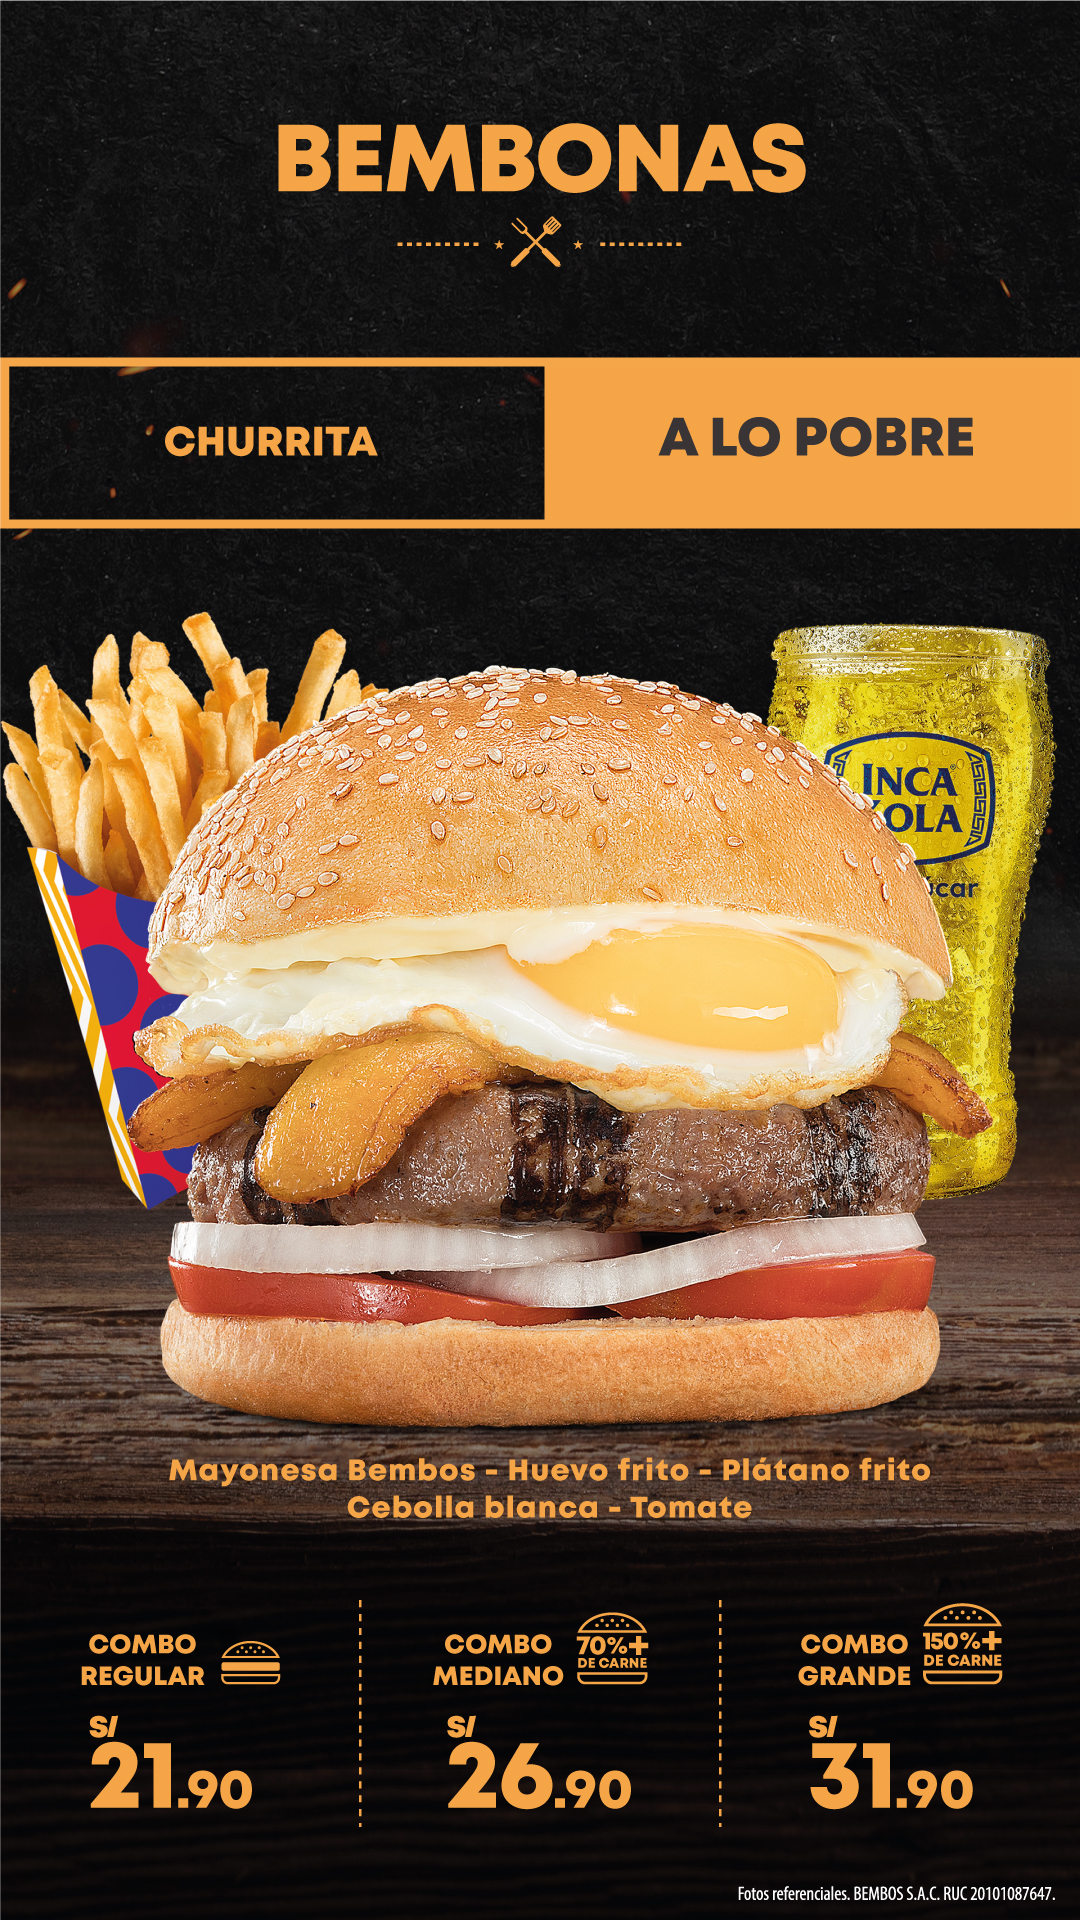 BEMBONAS
CHURRITA
A LO POBRE
INCA
KOLA
Mayonesa Bembos - Huevo frito - Plátano frito
Cebolla blanca - Tomate
COMBO
REGULAR
S/
21.90
COMBO
MEDIANO
70%+
DE CARNE
S/
26.90
COMBO
GRANDE
150%+
DE CARNE
S/
31.90
Fotos referenciales. BEMBOS S.A.C. RUC 20101087647.